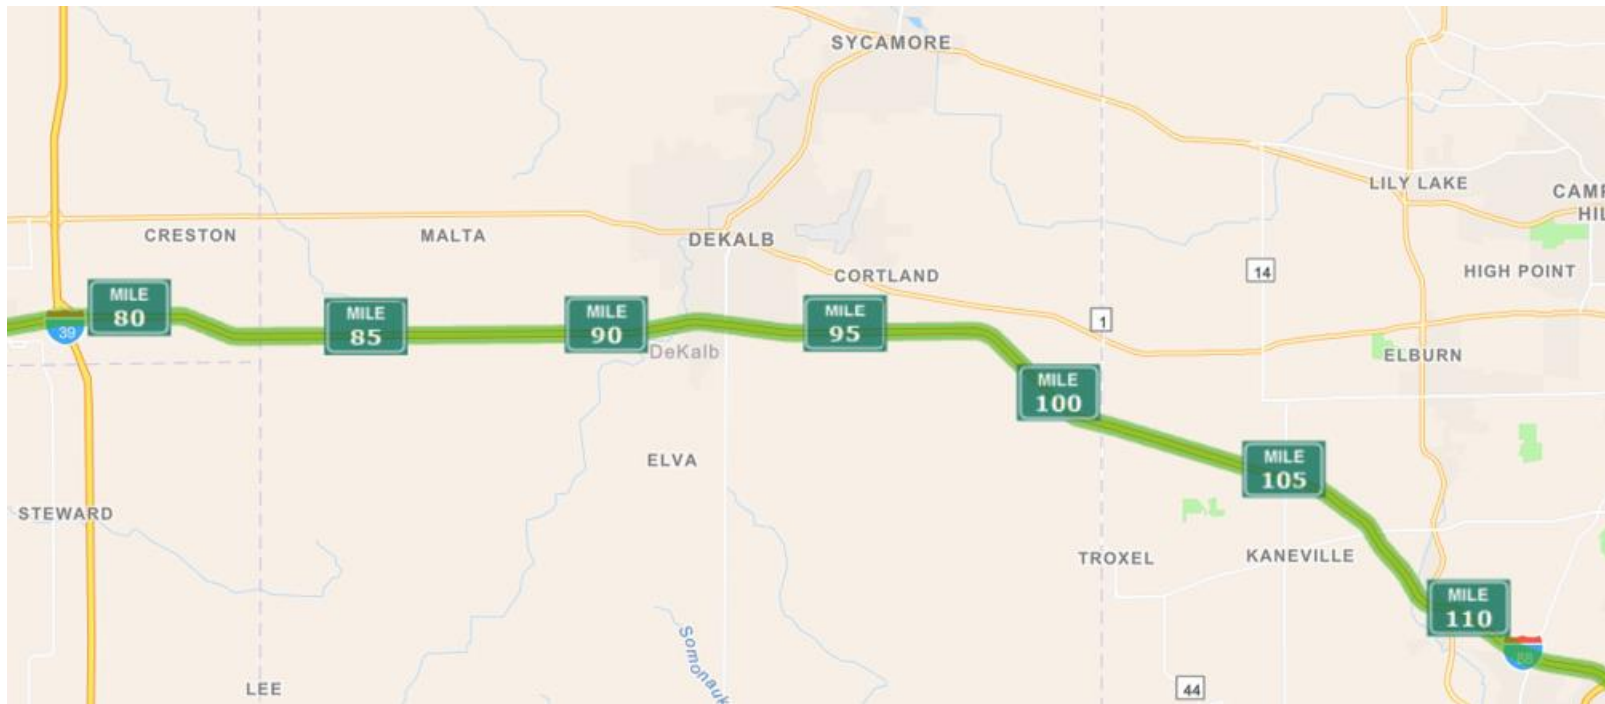 SYCAMORE
LILY LAKE
CAMP
HIL
CRESTON
MALTA
DEKALB
CORTLAND
14
HIGH POINT
MILE
80
39
MILE
85
MILE
90
DeKalb
MILE
95
1
ELBURN
MILE
100
ELVA
MILE
105
STEWARD
TROXEL
KANEVILLE
MILE
110
88
Somonauk
LEE
44